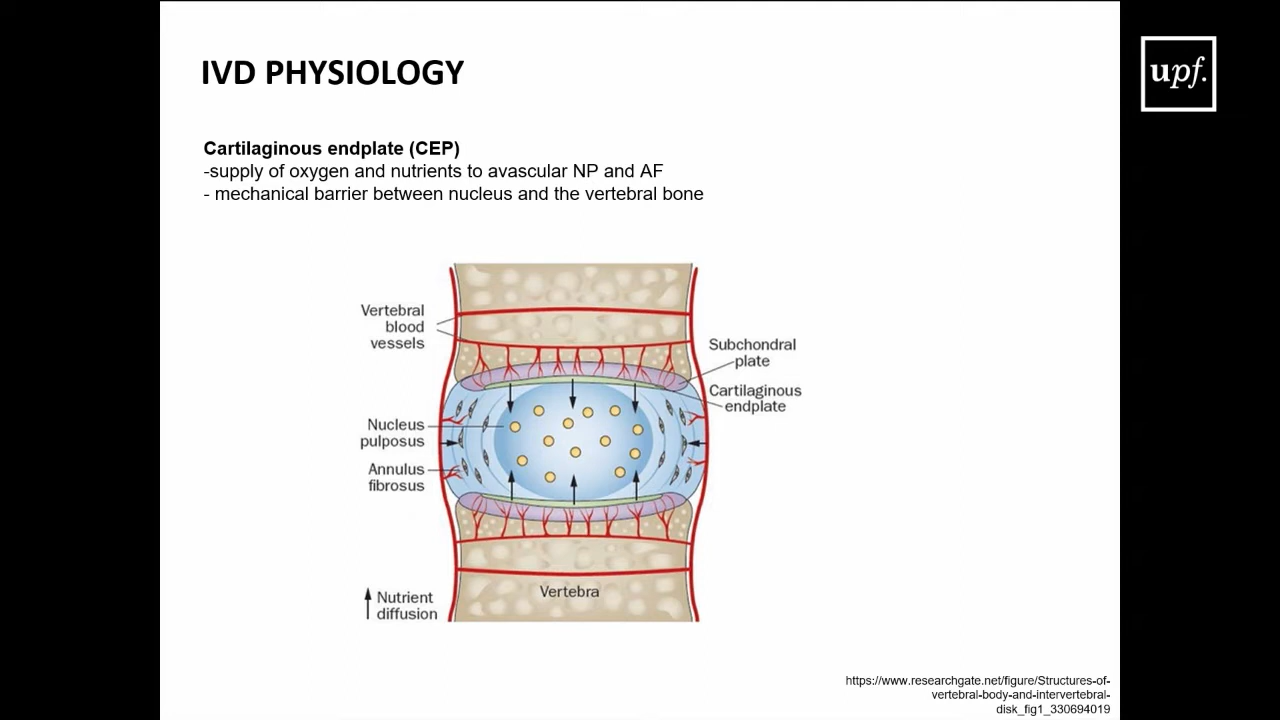 IVD PHYSIOLOGY
upf.
Cartilaginous endplate (CEP)
-supply of oxygen and nutrients to avascular NP and AF
- mechanical barrier between nucleus and the vertebral bone
Vertebral
blood
vessels
Subchondral
plate
Cartilaginous
endplate
Nucleus
pulposus
Annulus
fibrosus
Vertebra
Nutrient
diffusion
https://www.researchgate.net/figure/Structures-of-
vertebral-body-and-intervertebral-
disk_fig1_330694019